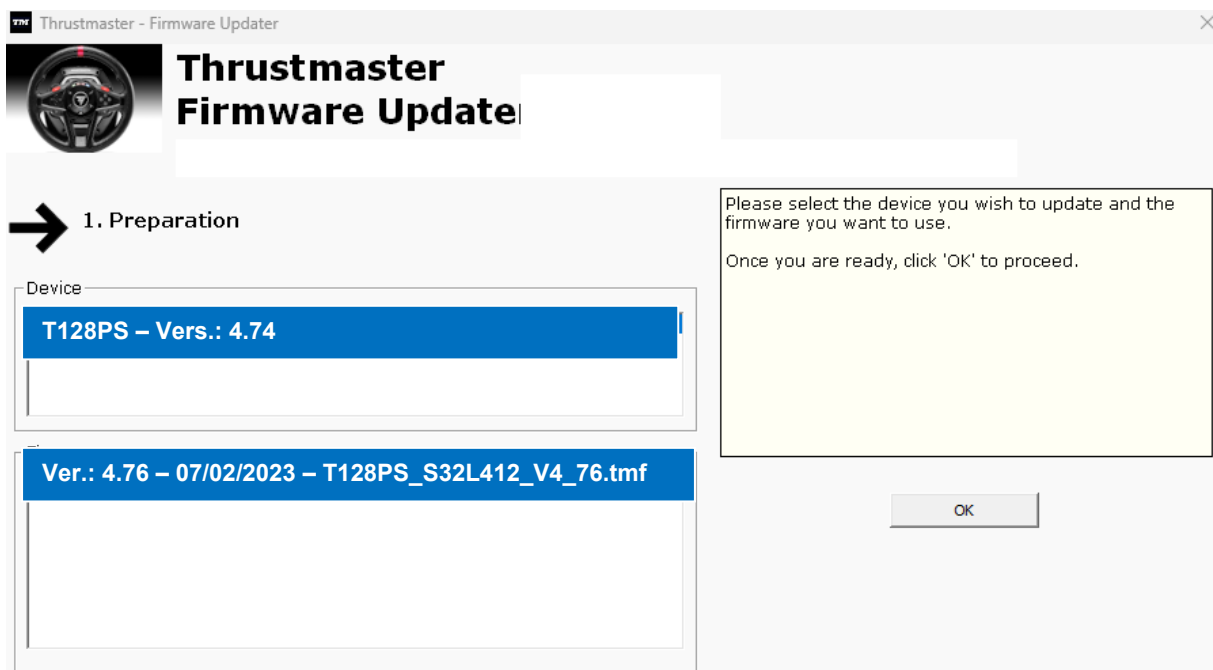 Thrustmaster - Firmware Updater
Thrustmaster
Firmware Update
1. Preparation
Please select the device you wish to update and the
firmware you want to use.
Once you are ready, click 'OK' to proceed.
Device
T128PS – Vers.: 4.74
Ver.: 4.76 – 07/02/2023 – T128PS_S32L412_V4_76.tmf
OK